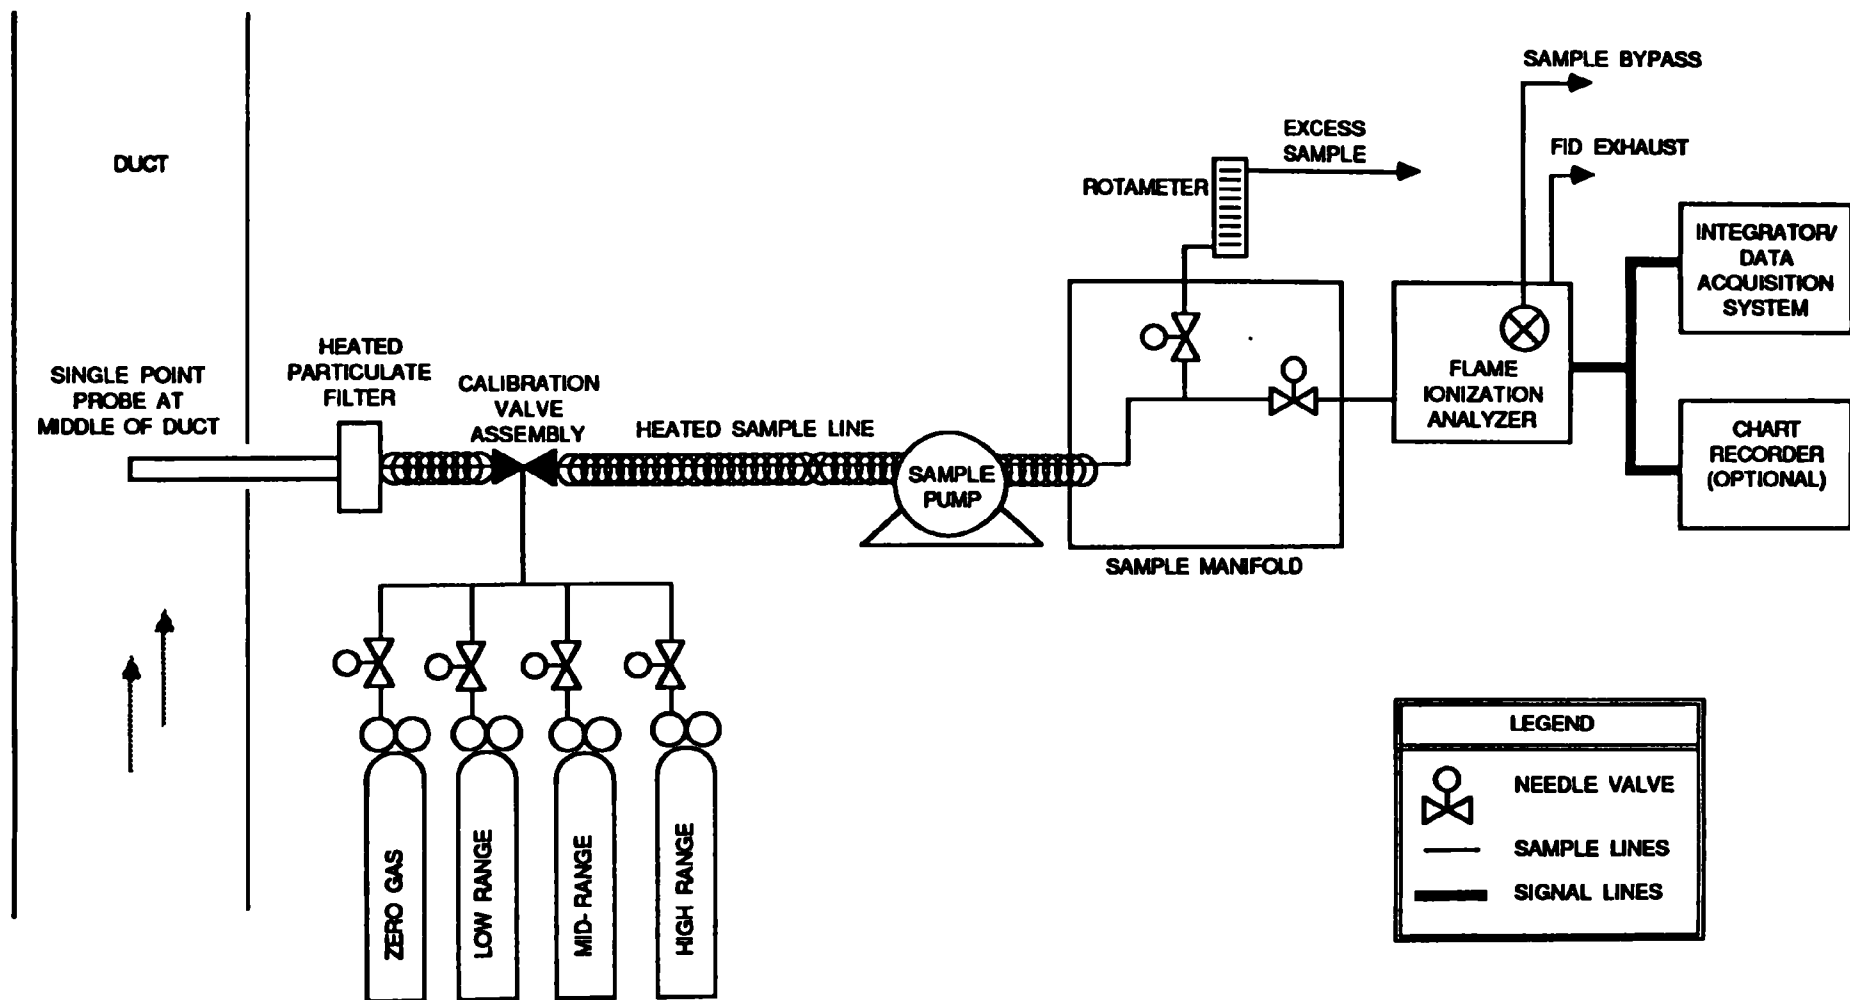 DUCT
SINGLE POINT
PROBE AT
MIDDLE OF DUCT
HEATED
PARTICULATE
FILTER
CALIBRATION
VALVE
ASSEMBLY
HEATED SAMPLE LINE
SAMPLE
PUMP
SAMPLE MANIFOLD
ROTAMETER
EXCESS
SAMPLE
SAMPLE BYPASS
FID EXHAUST
FLAME
IONIZATION
ANALYZER
INTEGRATOR/
DATA
ACQUISITION
SYSTEM
CHART
RECORDER
(OPTIONAL)
ZERO GAS
LOW RANGE
MID-RANGE
HIGH RANGE
LEGEND
NEEDLE VALVE
SAMPLE LINES
SIGNAL LINES